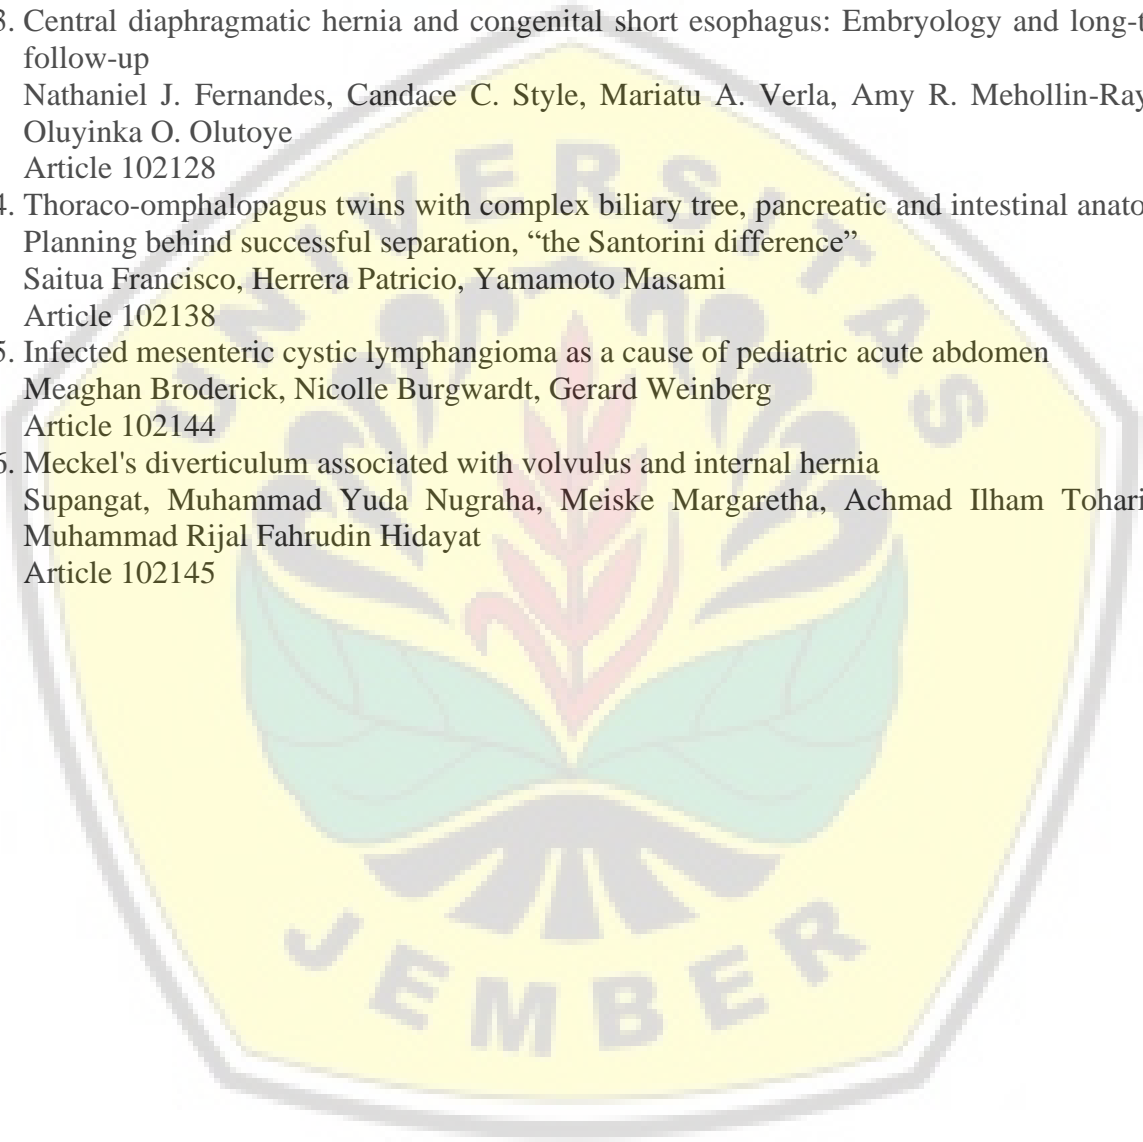 3. Central diaphragmatic hernia and congenital short esophagus: Embryology and long-t
follow-up
Nathaniel J. Fernandes, Candace C. Style, Mariatu A. Verla, Amy R. Mehollin-Ray
Oluyinka O. Olutoye
Article 102128
4. Thoraco-omphalopagus twins with complex biliary tree, pancreatic and intestinal anato
Planning behind successful separation, “the Santorini difference”
Saitua Francisco, Herrera Patricio, Yamamoto Masami
Article 102138
5. Infected mesenteric cystic lymphangioma as a cause of pediatric acute abdomen
Meaghan Broderick, Nicolle Burgwardt, Gerard Weinberg
Article 102144
6. Meckel's diverticulum associated with volvulus and internal hernia
Supangat, Muhammad Yuda Nugraha, Meiske Margaretha, Achmad Ilham Tohari
Muhammad Rijal Fahrudin Hidayat
Article 102145
UNIVERSITAS
JEMBER